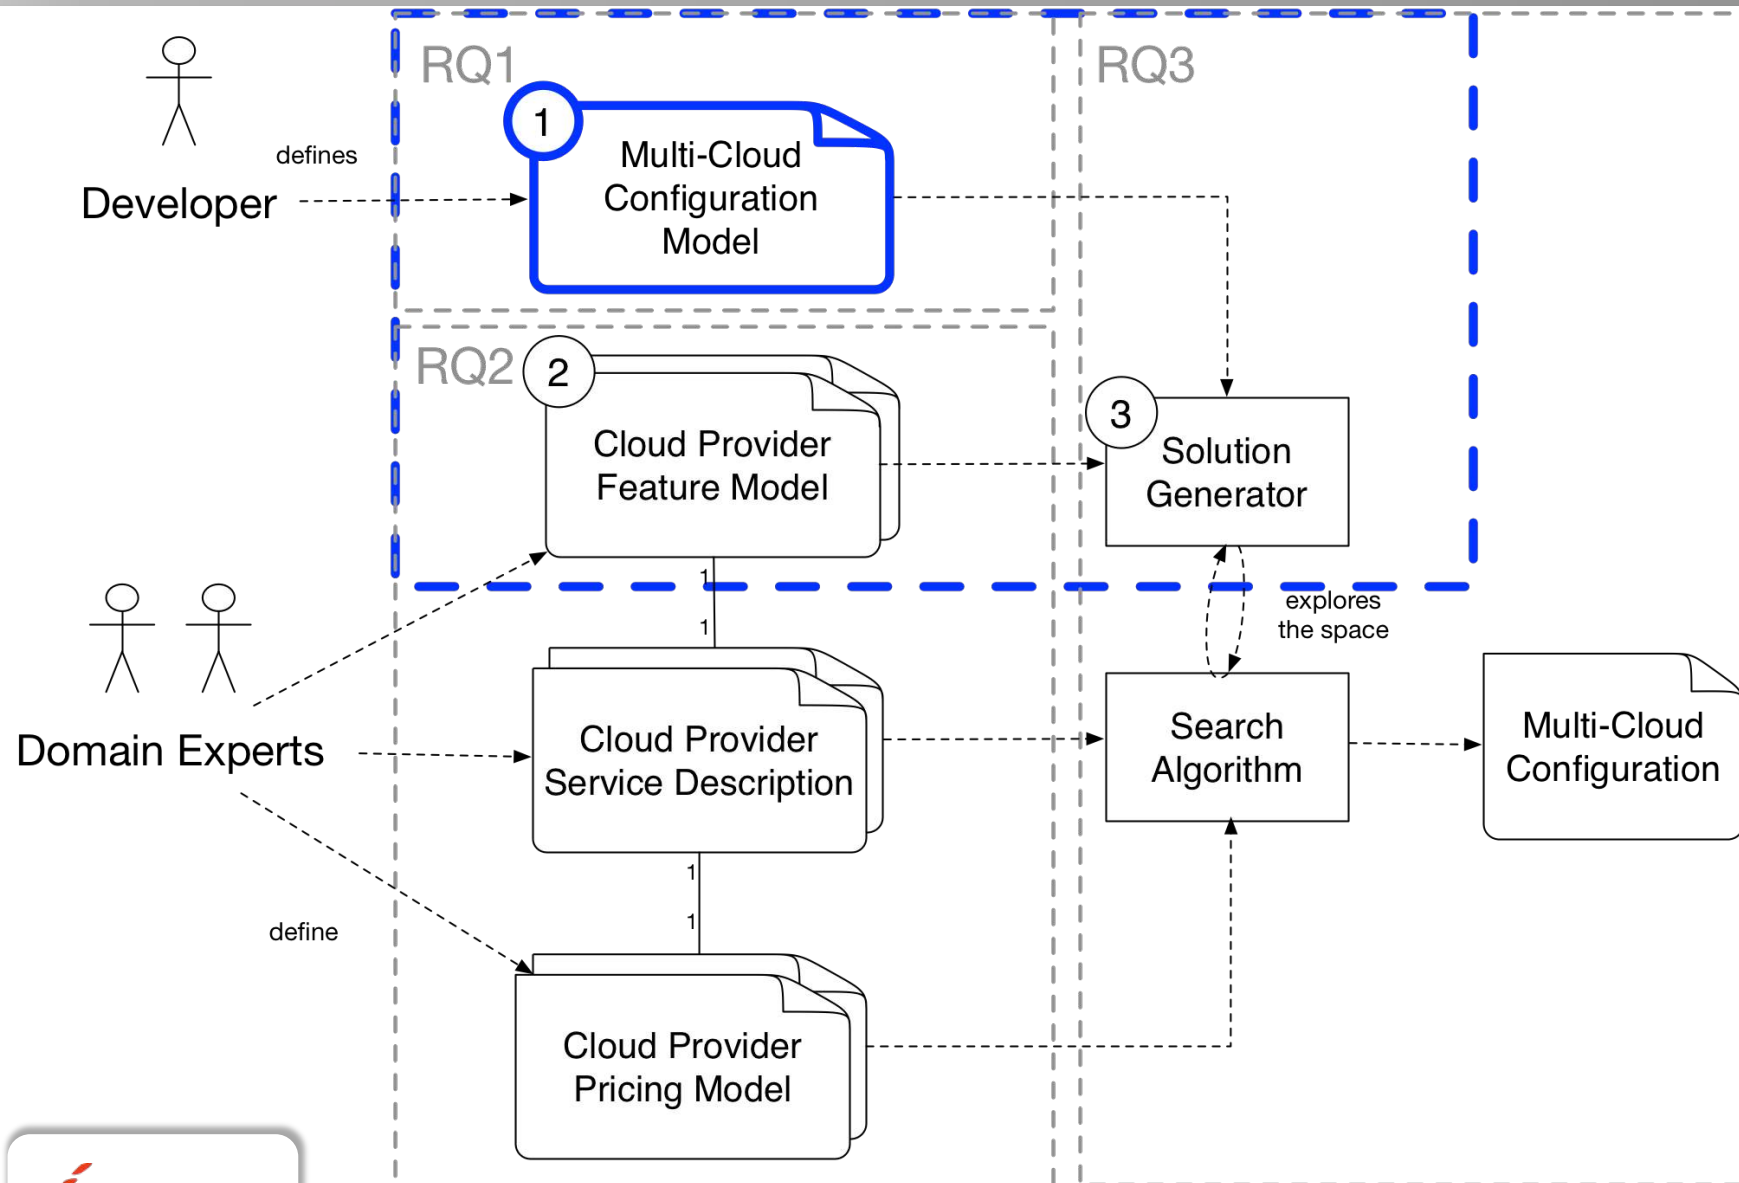 RQ1
RQ3
1
Multi-Cloud
Configuration
Model
defines
Developer
RQ2
2
Cloud Provider
Feature Model
3
Solution
Generator
1
1
explores
the space
Domain Experts
Cloud Provider
Service Description
Search
Algorithm
Multi-Cloud
Configuration
1
1
define
Cloud Provider
Pricing Model